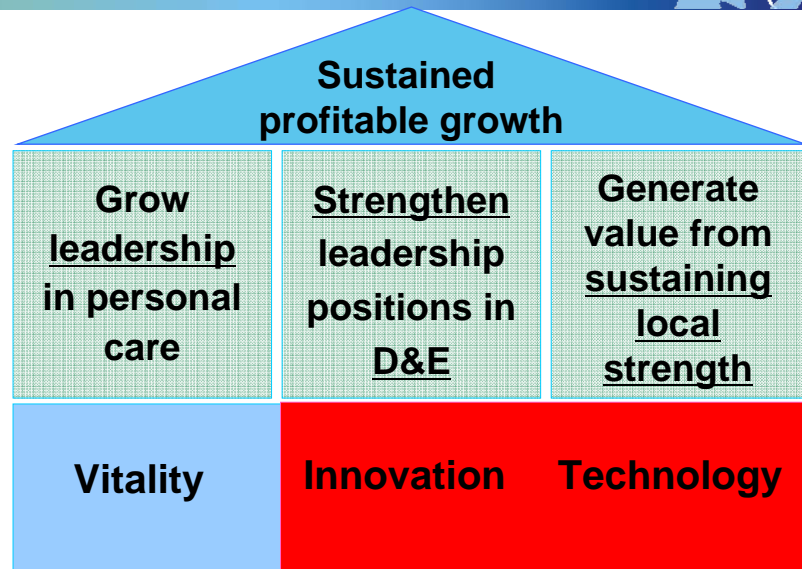 Sustained
profitable growth
Grow
leadership
in personal
care
Strengthen
leadership
positions in
D&E
Generate
value from
sustaining
local
strength
Vitality
Innovation
Technology